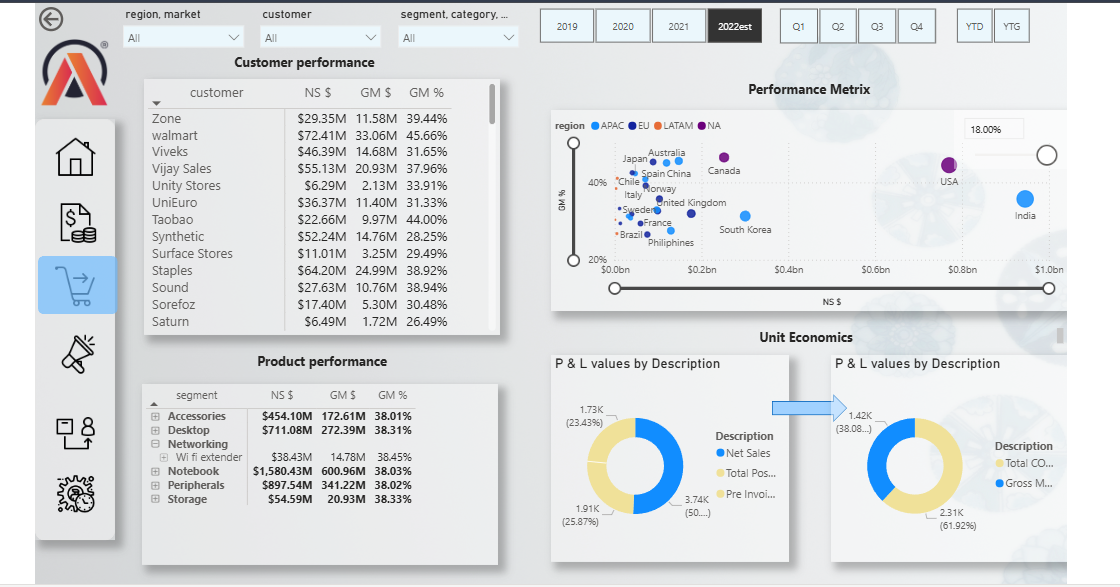 region, market
customer
segment, category, ...
All
All
All
2019
2020
2021
2022est
Q1
Q2
Q3
Q4
YTD
YTG
Customer performance
customer NS $ GM $ GM %
Zone $29.35M 11.58M 39.44%
walmart $72.41M 33.06M 45.66%
Viveks $46.39M 14.68M 31.65%
Vijay Sales $55.13M 20.93M 37.96%
Unity Stores $6.29M 2.13M 33.91%
UniEuro $36.37M 11.40M 31.33%
Taobao $22.66M 9.97M 44.00%
Synthetic $52.24M 14.76M 28.25%
Surface Stores $11.01M 3.25M 29.49%
Staples $64.20M 24.99M 38.92%
Sound $27.63M 10.76M 38.94%
Sorefoz $17.40M 5.30M 30.48%
Saturn $6.49M 1.72M 26.49%
Performance Metrix
region APAC EU LATAM NA
18.00%
GM %
40%
20%
Japan
Australia
Spain
China
Chile
Norway
Italy
United Kingdom
Sweden
France
Brazil
Philiphines
Canada
South Korea
USA
India
$0.0bn $0.2bn $0.4bn $0.6bn $0.8bn $1.0bn
NS $
Product performance
segment NS $ GM $ GM %
Accessories $454.10M 172.61M 38.01%
Desktop $711.08M 272.39M 38.31%
Networking
Wi fi extender $38.43M 14.78M 38.45%
Notebook $1,580.43M 600.96M 38.03%
Peripherals $897.54M 341.22M 38.02%
Storage $54.59M 20.93M 38.33%
Unit Economics
P & L values by Description
1.73K
(23.43%)
1.91K
(25.87%)
3.74K
(50....)
Description
Net Sales
Total Pos...
Pre Invoi...
P & L values by Description
1.42K
(38.08...)
2.31K
(61.92%)
Description
Total CO...
Gross M...